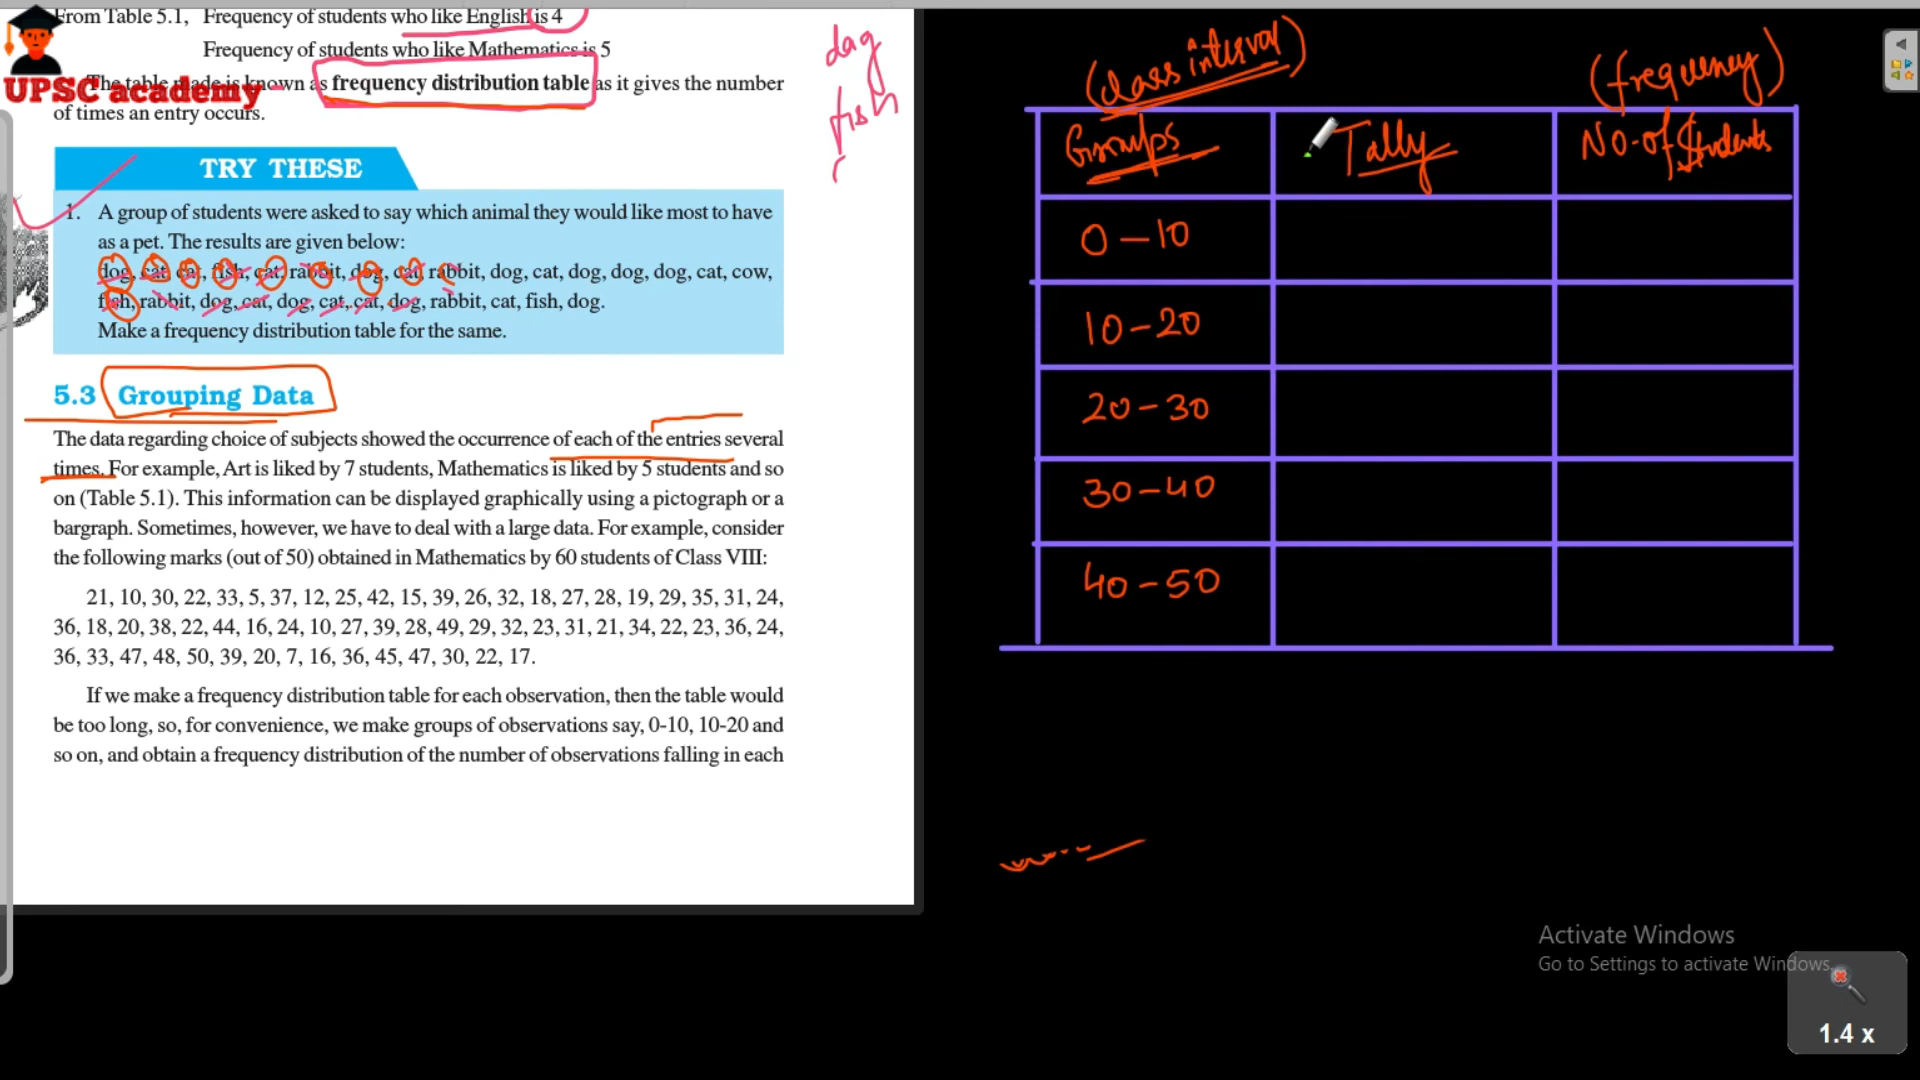 From Table 5.1, Frequency of students who like English is 4
Frequency of students who like Mathematics is 5
The table made is known as frequency distribution table as it gives the number
UPSC academy
of times an entry occurs.
TRY THESE
1. A group of students were asked to say which animal they would like most to have
as a pet. The results are given below:
dog, cat, cat, fish, cat, rabbit, dog, cat, rabbit, dog, cat, dog, dog, dog, cat, cow,
fish, rabbit, dog, cat, dog, cat, cat, dog, rabbit, cat, fish, dog.
Make a frequency distribution table for the same.
5.3 Grouping Data
The data regarding choice of subjects showed the occurrence of each of the entries several
times. For example, Art is liked by 7 students, Mathematics is liked by 5 students and so
on (Table 5.1). This information can be displayed graphically using a pictograph or a
bargraph. Sometimes, however, we have to deal with a large data. For example, consider
the following marks (out of 50) obtained in Mathematics by 60 students of Class VIII:
21, 10, 30, 22, 33, 5, 37, 12, 25, 42, 15, 39, 26, 32, 18, 27, 28, 19, 29, 35, 31, 24,
36, 18, 20, 38, 22, 44, 16, 24, 10, 27, 39, 28, 49, 29, 32, 23, 31, 21, 34, 22, 23, 36, 24,
36, 33, 47, 48, 50, 39, 20, 7, 16, 36, 45, 47, 30, 22, 17.
If we make a frequency distribution table for each observation, then the table would
be too long, so, for convenience, we make groups of observations say, 0-10, 10-20 and
so on, and obtain a frequency distribution of the number of observations falling in each
dog
fish
(class interval) (frequency)
Groups Tally No. of Students
0-10
10-20
20-30
30-40
40-50
Activate Windows
Go to Settings to activate Windows.
1.4 x